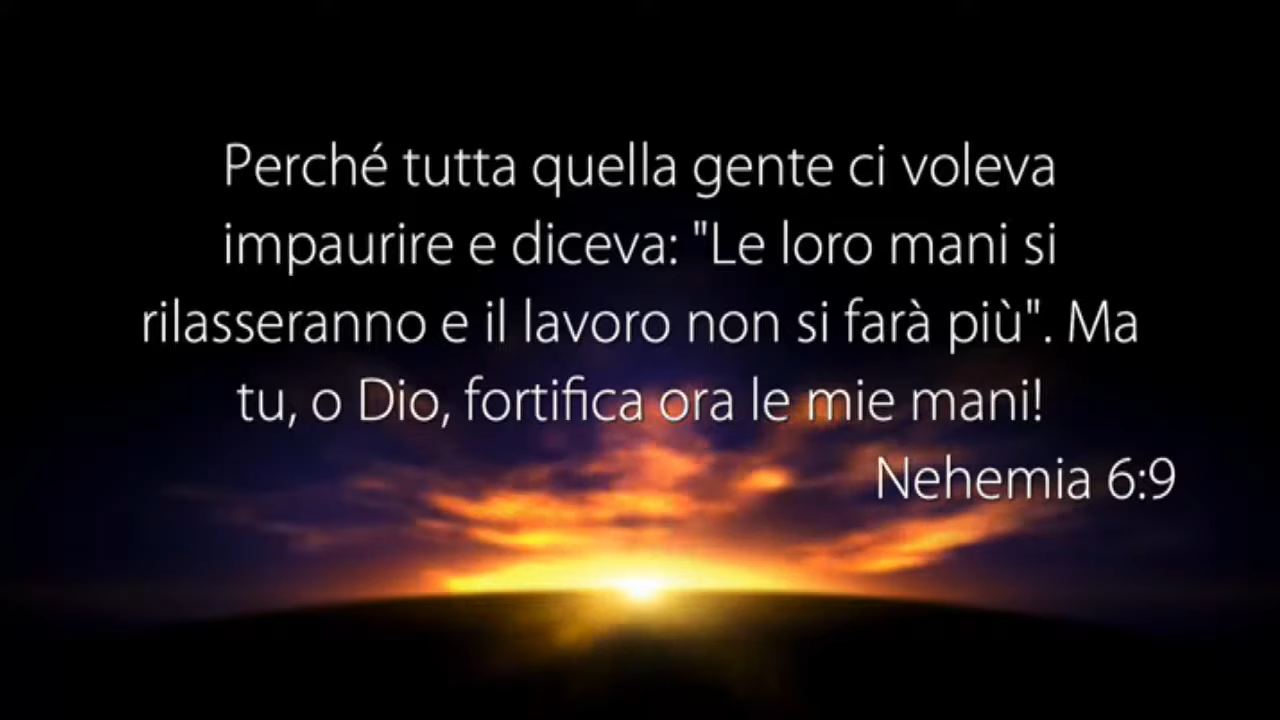 Perché tutta quella gente ci voleva
impaurire e diceva: "Le loro mani si
rilasseranno e il lavoro non si farà più". Ma
tu, o Dio, fortifica ora le mie mani!
Nehemia 6:9